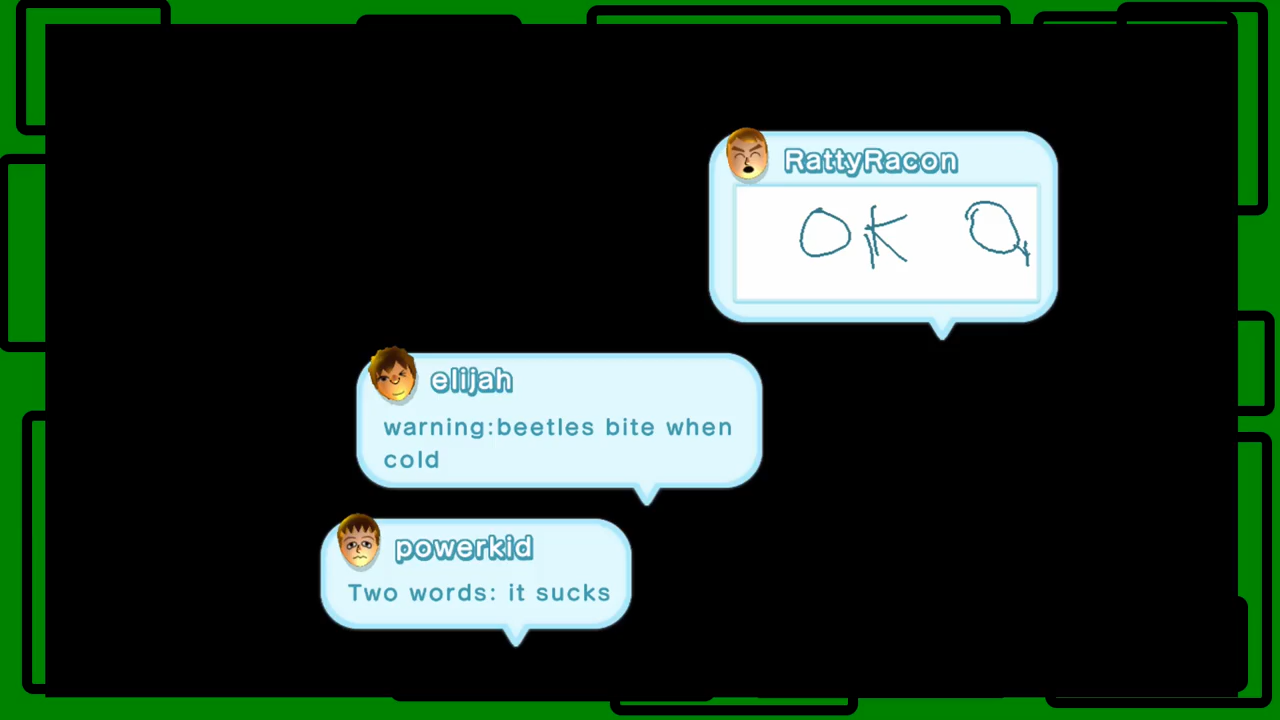 RattyRacon
OK Q
elijah
warning:beetles bite when
cold
powerkid
Two words: it sucks